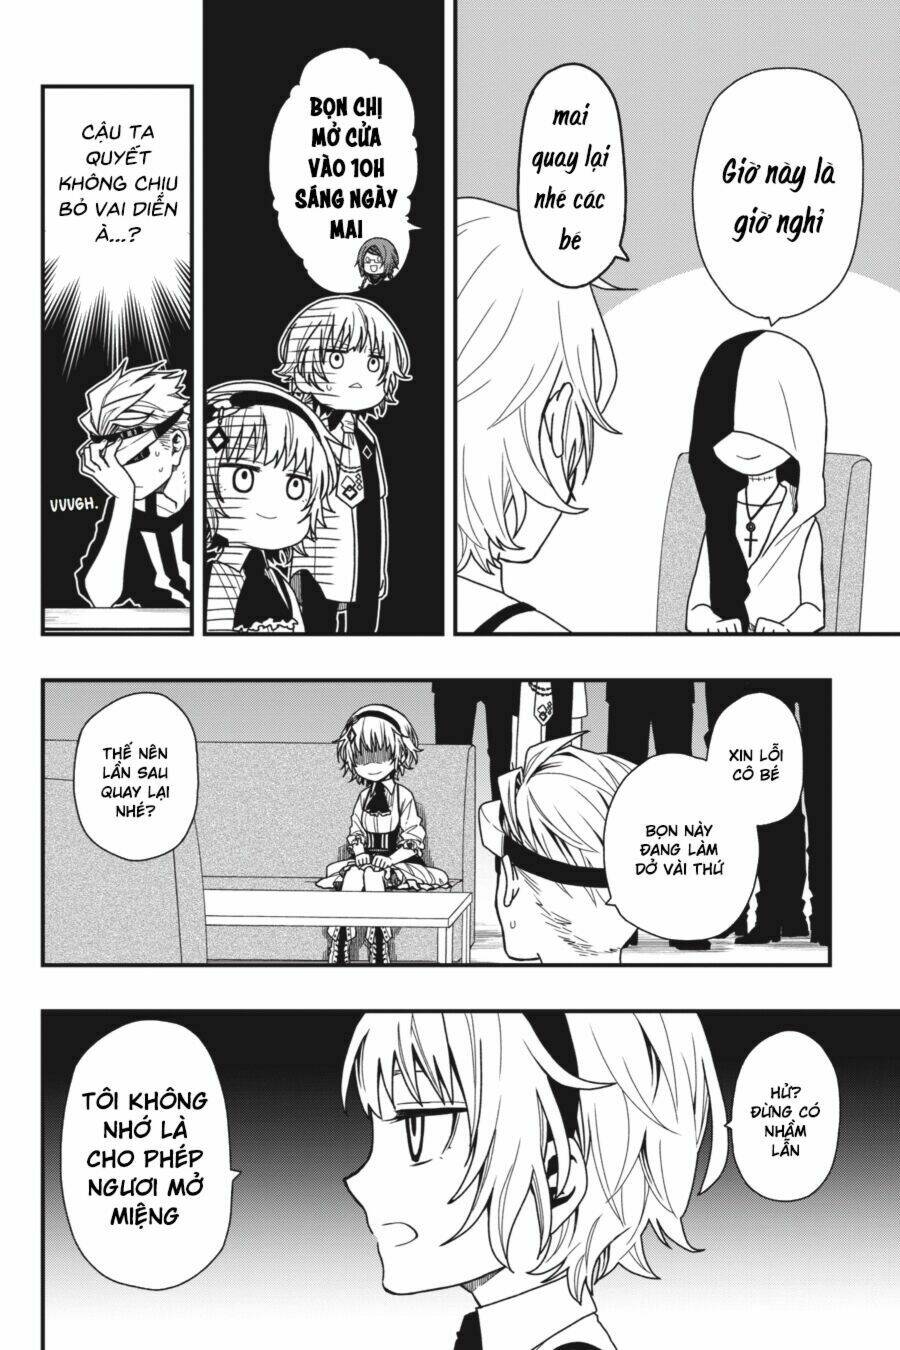 Giờ này là
giờ nghỉ
mai
quay lại
nhé các
bé
BỌN CHỊ
MỞ CỬA
VÀO 10H
SÁNG NGÀY
MAI
CẬU TA
QUYẾT
KHÔNG CHỊU
BỎ VAI DIỄN
À...?
VVUGH.
XIN LỖI
CÔ BÉ
BỌN NÀY
ĐANG LÀM
DỞ VÀI THỨ
THẾ NÊN
LẦN SAU
QUAY LẠI
NHÉ?
HỬ?
ĐỪNG CÓ
NHẦM
LẪN
TÔI KHÔNG
NHỚ LÀ
CHO PHÉP
NGƯƠI MỞ
MIỆNG